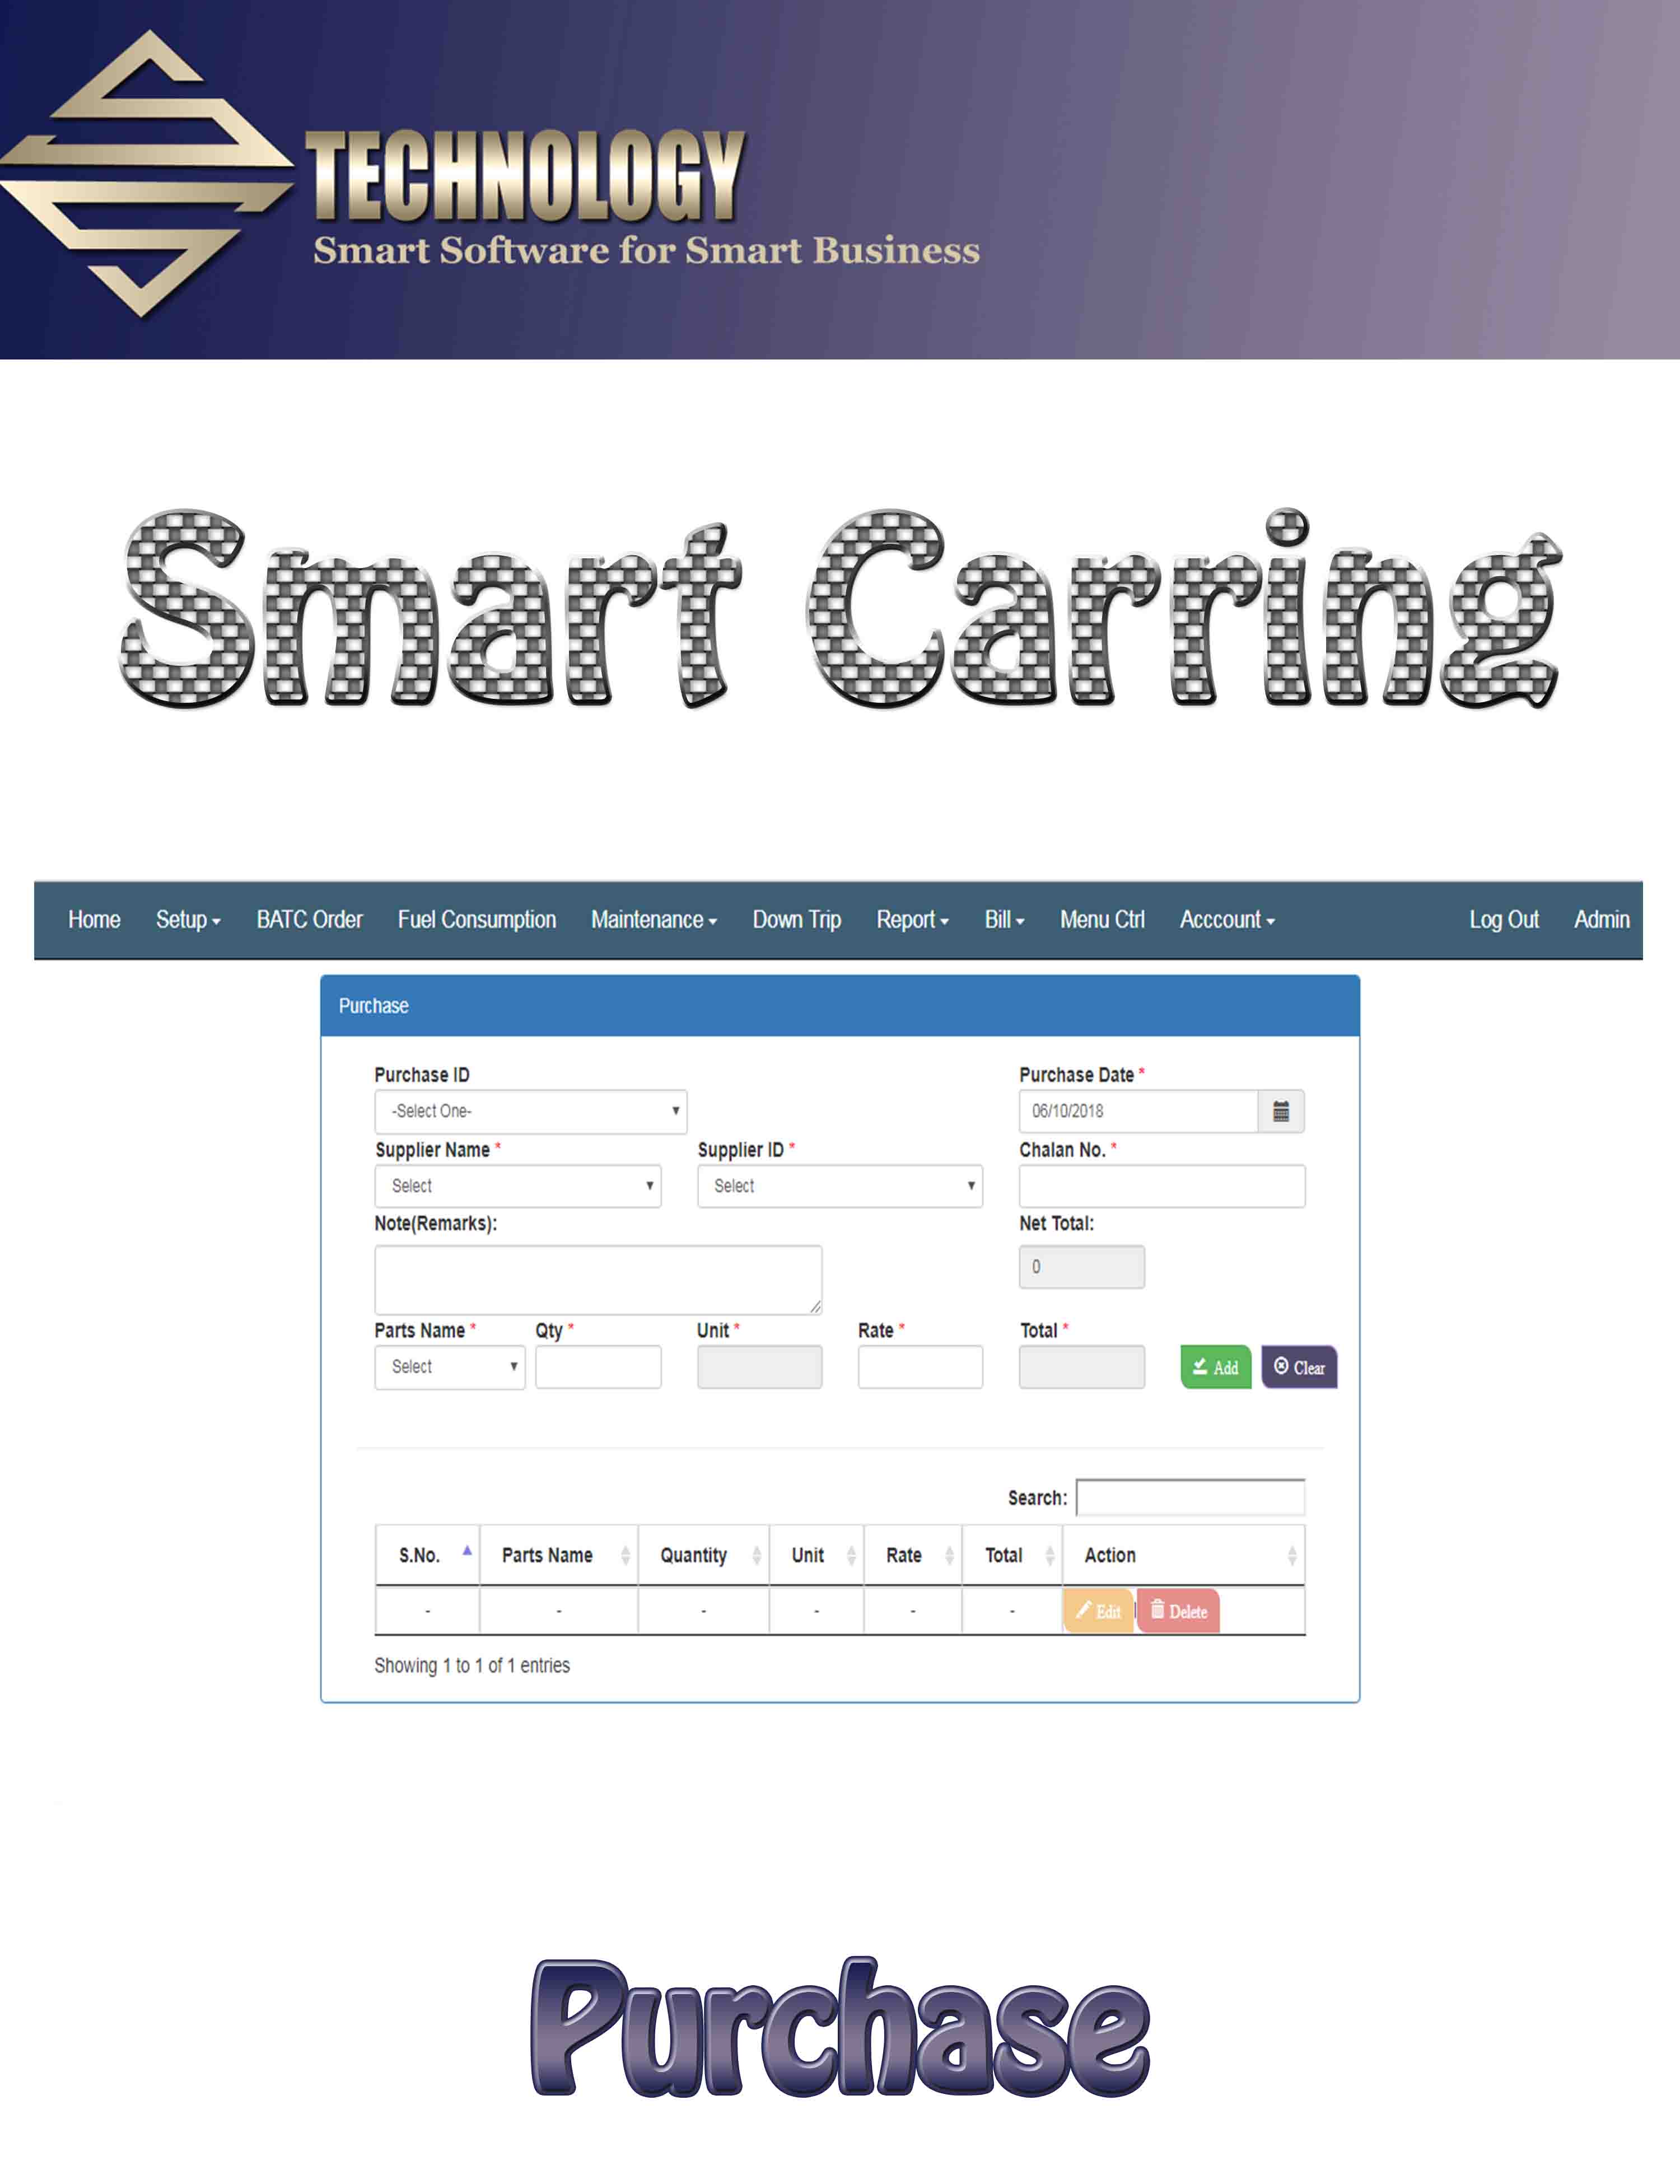 TECHNOLOGY
Smart Software for Smart Business
Smart Carring
Home Setup BATC Order Fuel Consumption Maintenance Down Trip Report Bill Menu Ctrl Acccount Log Out Admin
Purchase
Purchase ID Purchase Date *
-Select One- 06/10/2018
Supplier Name * Supplier ID * Chalan No. *
Select Select
Note(Remarks): Net Total:
0
Parts Name * Qty * Unit * Rate * Total *
Select Add Clear
Search:
S.No. Parts Name Quantity Unit Rate Total Action
- - - - - - Edit | Delete
Showing 1 to 1 of 1 entries
Purchase